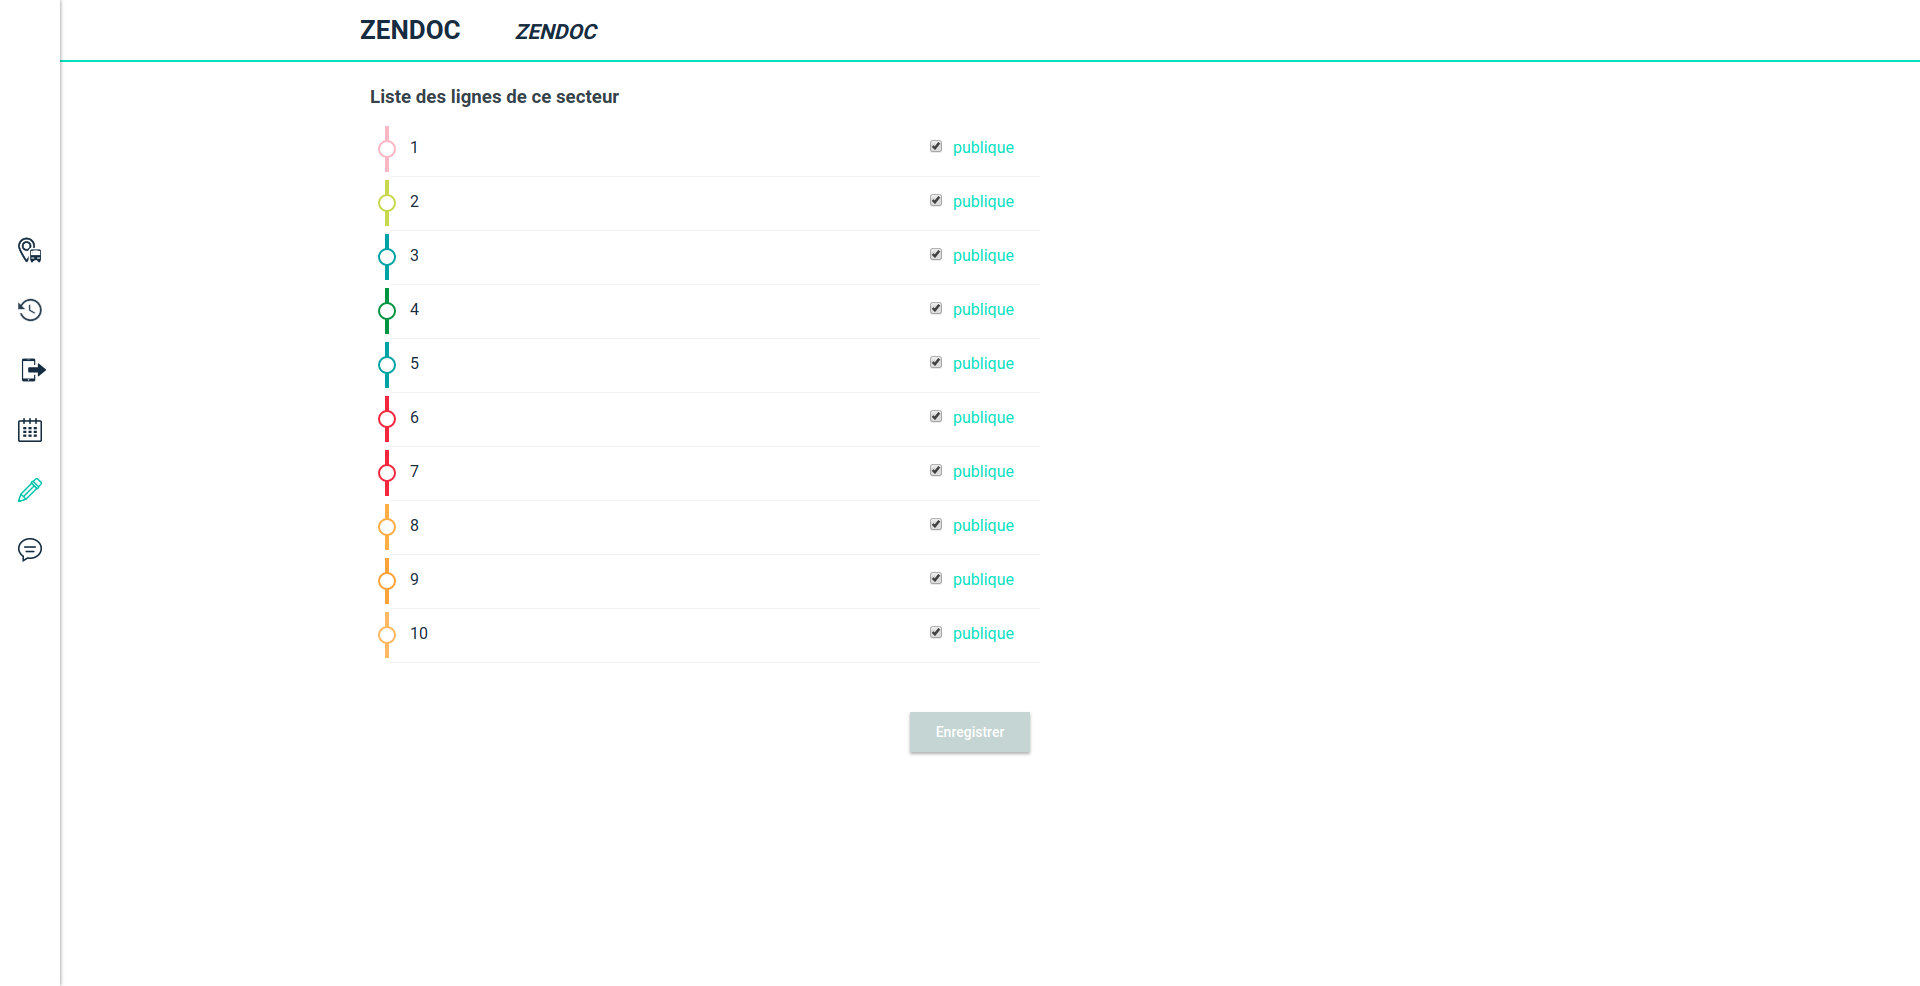 ZENDOC ZENDOC
Liste des lignes de ce secteur
1 publique
2 publique
3 publique
4 publique
5 publique
6 publique
7 publique
8 publique
9 publique
10 publique
Enregistrer